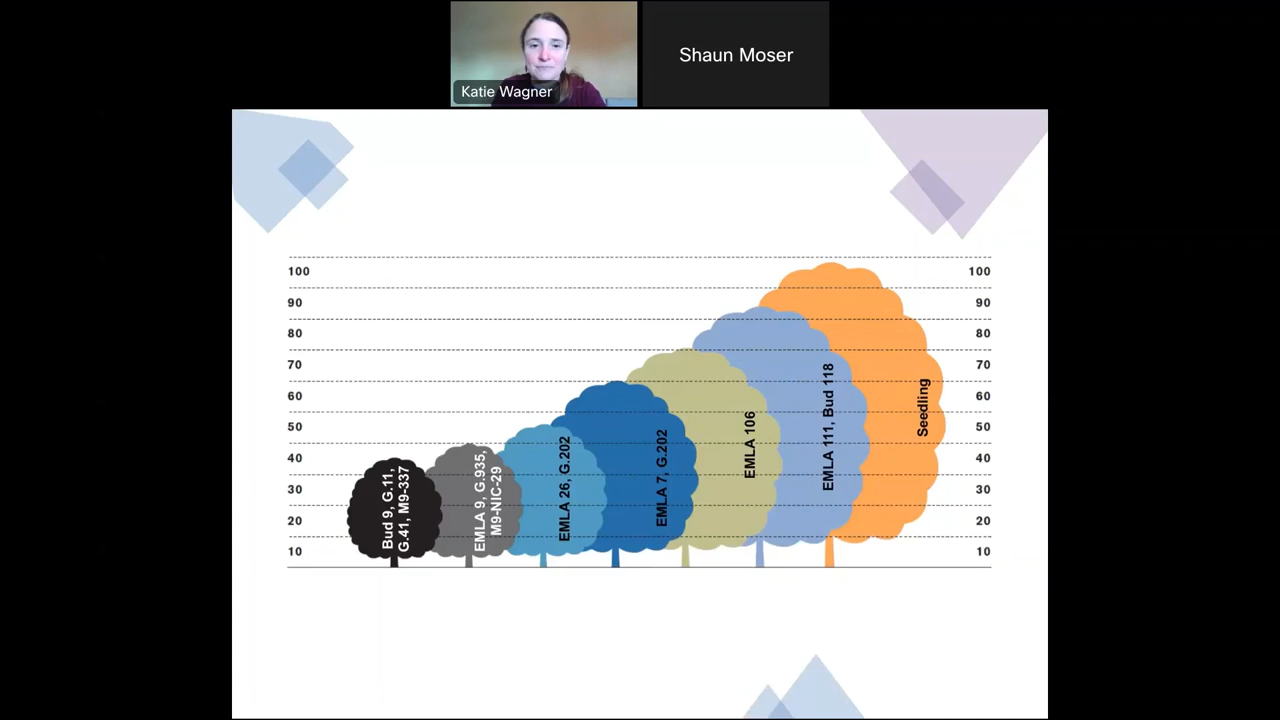 Shaun Moser
Katie Wagner
100
100
90
90
80
80
70
70
60
60
50
50
40
40
30
30
20
20
10
10
Bud 9, G.11,
G.41, M9-337
EMLA 9, G.935,
M9-NIC-29
EMLA 26, G.202
EMLA 7, G.202
EMLA 106
EMLA 111, Bud 118
Seedling